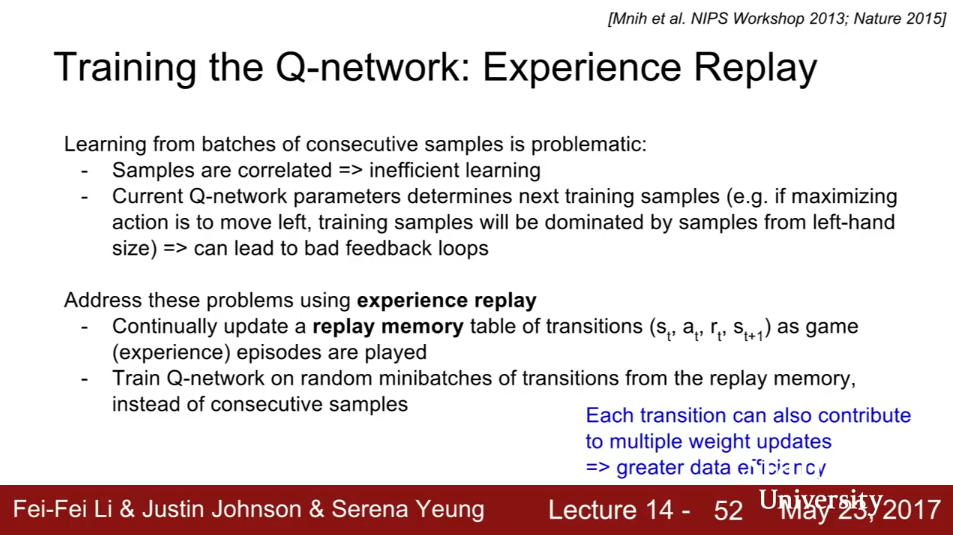 [Mnih et al. NIPS Workshop 2013; Nature 2015]
Training the Q-network: Experience Replay
Learning from batches of consecutive samples is problematic:
- Samples are correlated => inefficient learning
- Current Q-network parameters determines next training samples (e.g. if maximizing
action is to move left, training samples will be dominated by samples from left-hand
size) => can lead to bad feedback loops
Address these problems using experience replay
- Continually update a replay memory table of transitions (s_t, a_t, r_t, s_t+1) as game
(experience) episodes are played
- Train Q-network on random minibatches of transitions from the replay memory,
instead of consecutive samples
Each transition can also contribute
to multiple weight updates
=> greater data efficiency
Fei-Fei Li & Justin Johnson & Serena Yeung
Lecture 14 - 52
University
May 23, 2017